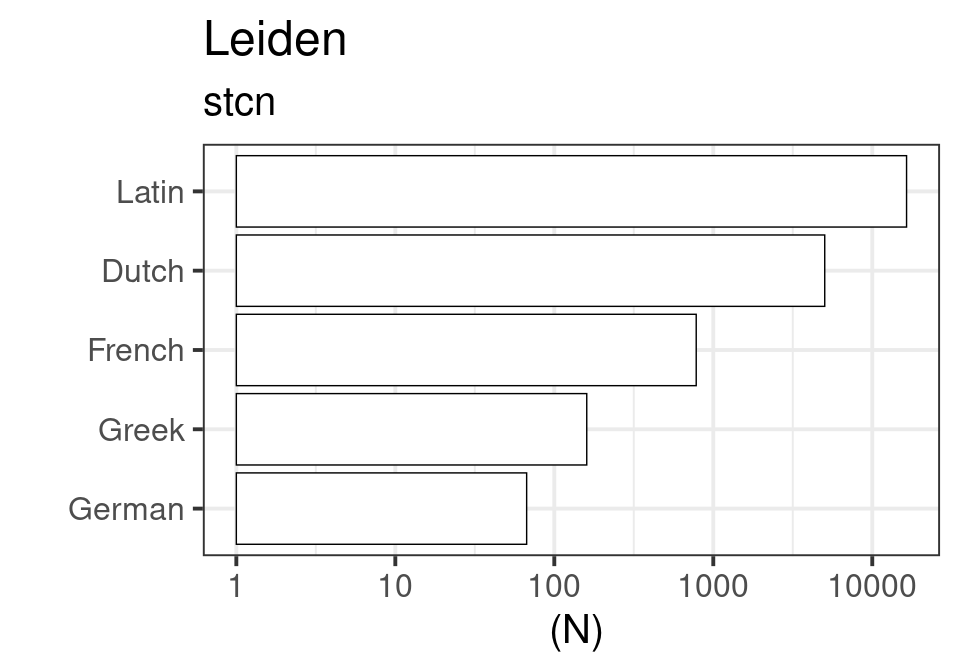 Leiden
stcn
Latin
Dutch
French
Greek
German
1 10 100 1000 10000
(N)